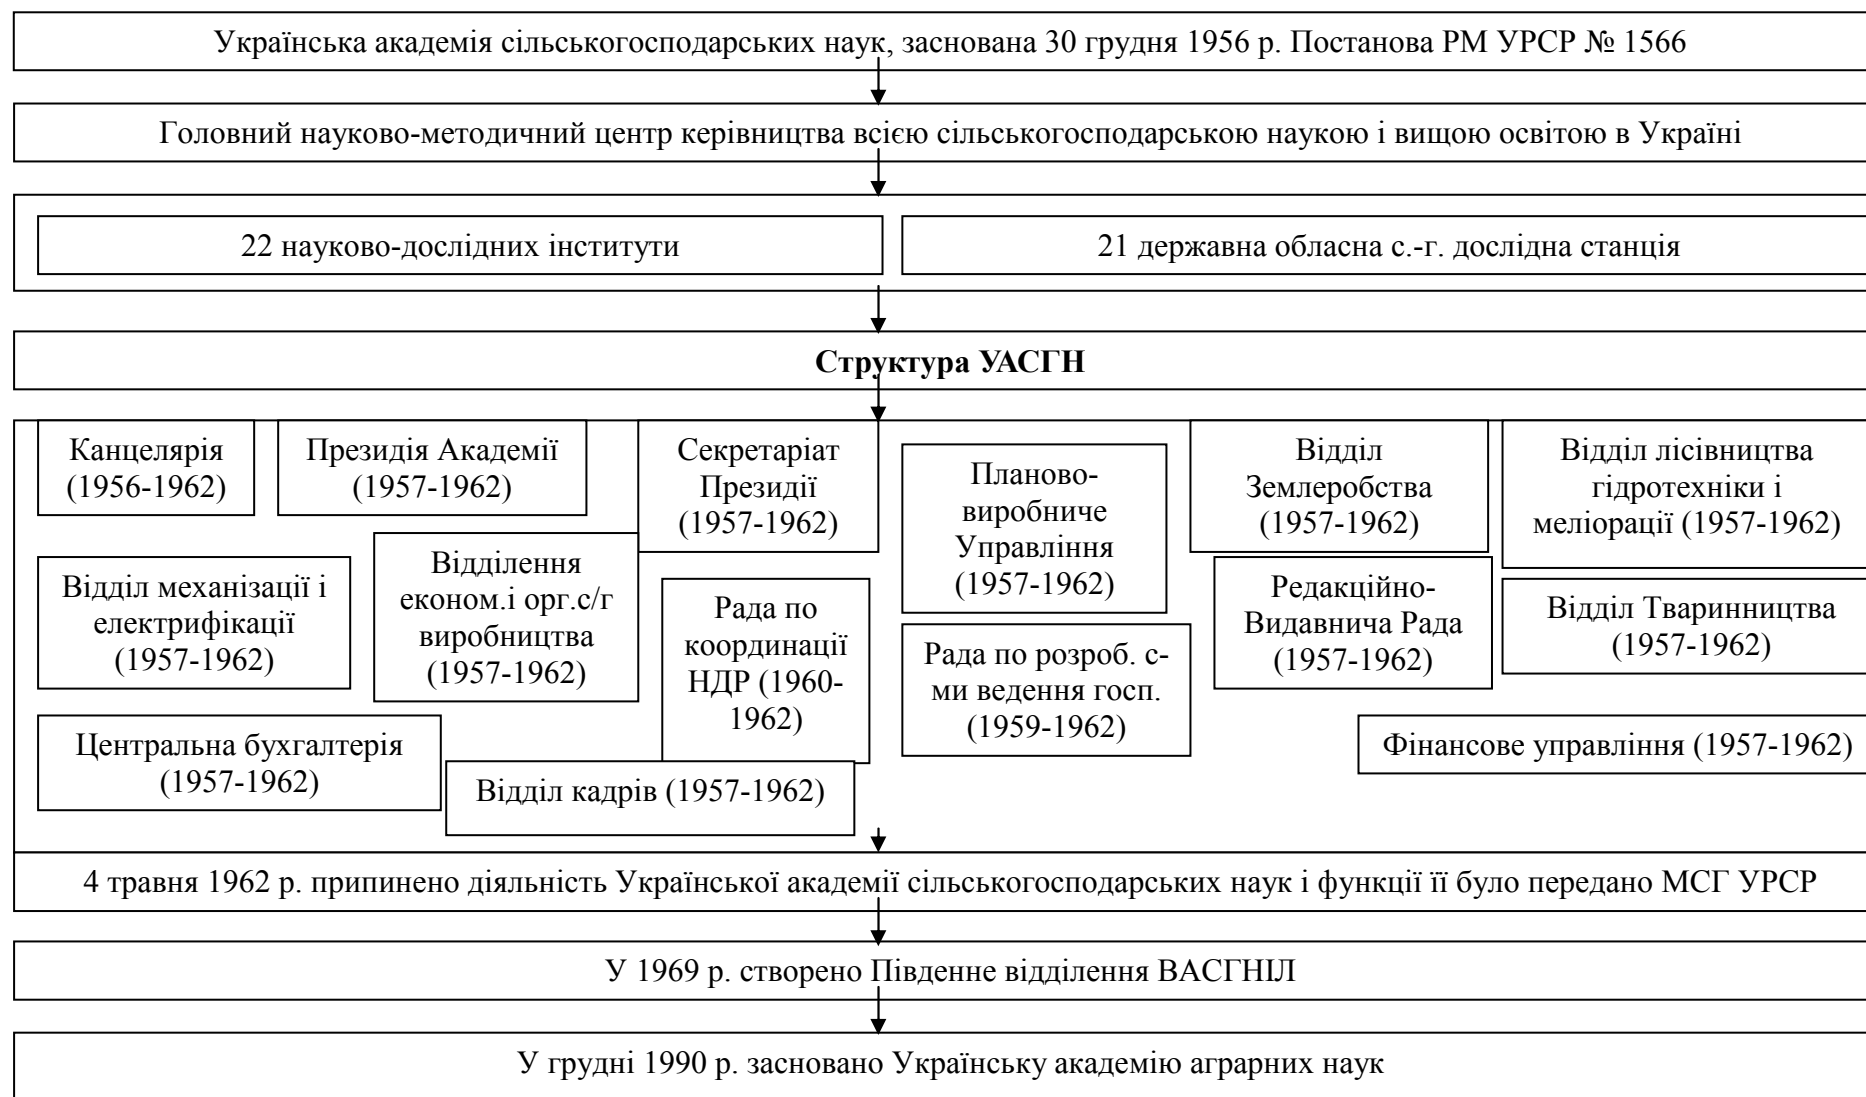 Українська академія сільськогосподарських наук, заснована 30 грудня 1956 р. Постанова РМ УРСР № 1566
Головний науково-методичний центр керівництва всією сільськогосподарською наукою і вищою освітою в Україні
22 науково-дослідних інститути
21 державна обласна с.-г. дослідна станція
Структура УАСГН
Канцелярія
(1956-1962)
Президія Академії
(1957-1962)
Секретаріат
Президії
(1957-1962)
Планово-
виробниче
Управління
(1957-1962)
Відділ
Землеробства
(1957-1962)
Відділ лісівництва
гідротехніки і
меліорації (1957-1962)
Відділ механізації і
електрифікації
(1957-1962)
Відділення
економ.і орг.с/г
виробництва
(1957-1962)
Рада по
координації
НДР (1960-
1962)
Рада по розроб. с-
ми ведення госп.
(1959-1962)
Редакційно-
Видавнича Рада
(1957-1962)
Відділ Тваринництва
(1957-1962)
Центральна бухгалтерія
(1957-1962)
Відділ кадрів (1957-1962)
Фінансове управління (1957-1962)
4 травня 1962 р. припинено діяльність Української академії сільськогосподарських наук і функції її було передано МСГ УРСР
У 1969 р. створено Південне відділення ВАСГНІЛ
У грудні 1990 р. засновано Українську академію аграрних наук